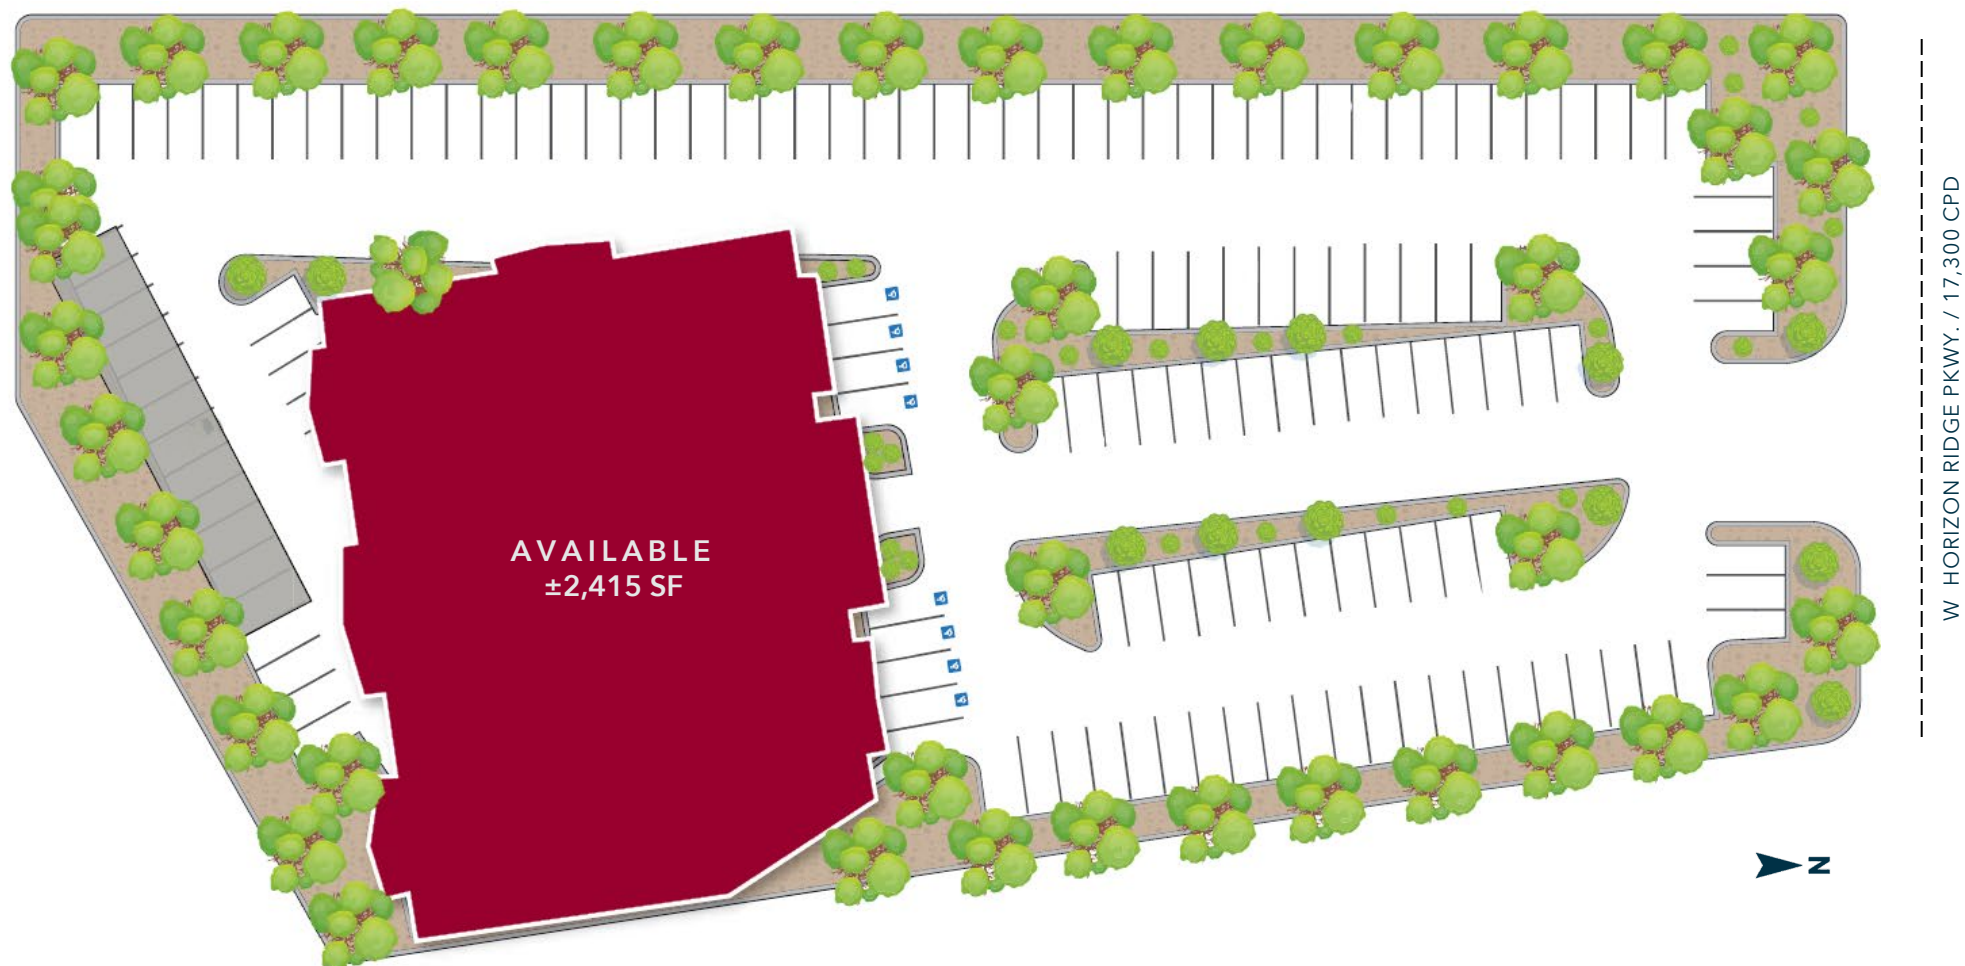 AVAILABLE
±2,415 SF
W HORIZON RIDGE PKWY. / 17,300 CPD
N